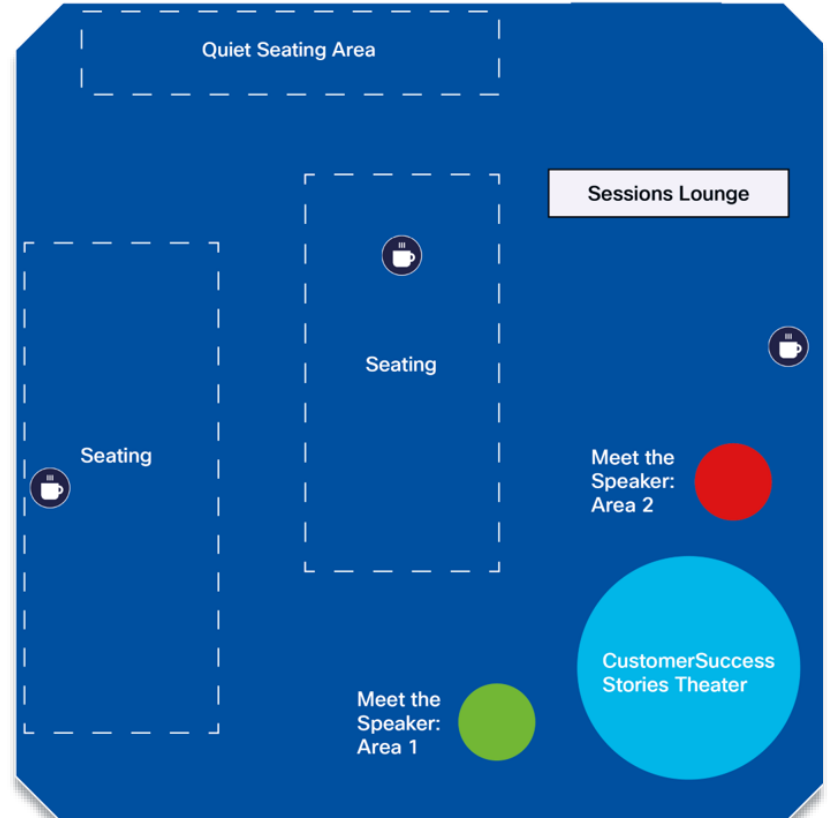 Quiet Seating Area
Sessions Lounge
Seating
Seating
Meet the
Speaker:
Area 2
CustomerSuccess
Stories Theater
Meet the
Speaker:
Area 1